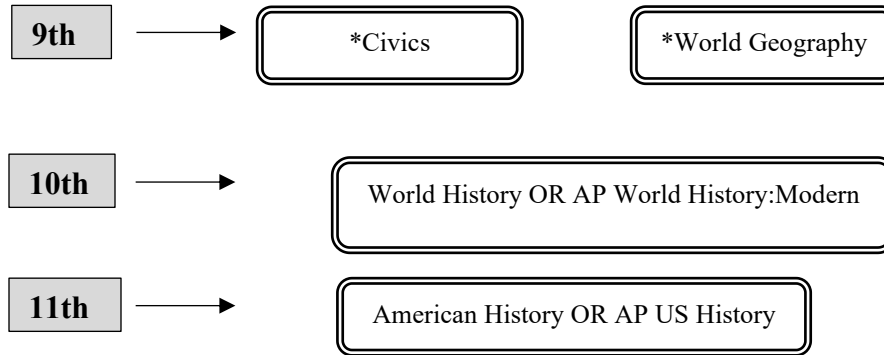 9th *Civics *World Geography
10th World History OR AP World History:Modern
11th American History OR AP US History